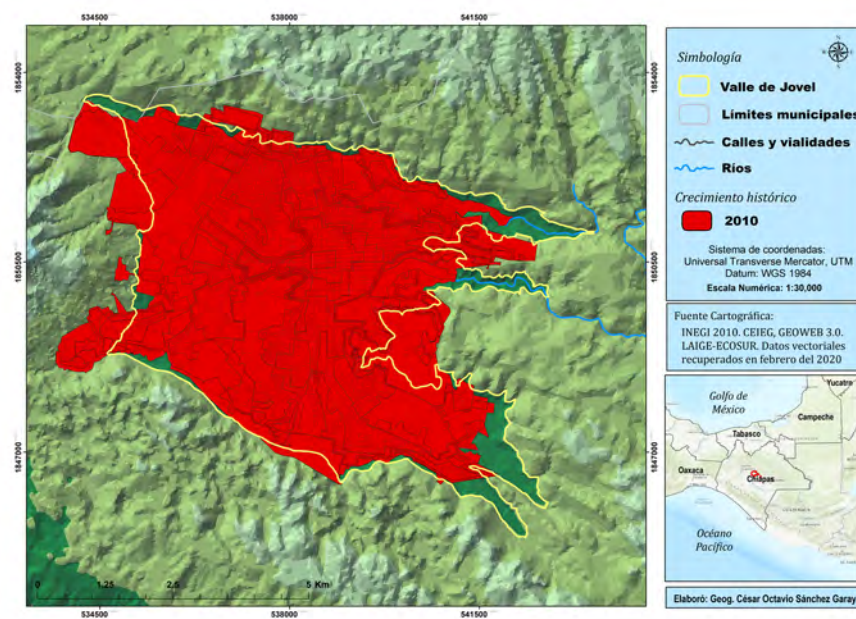 534500 538000 541500
1854000 1854000
1850500 1850500
1847000 1847000
0 1.25 2.5 5 Km
534500 538000 541500
Simbología
Valle de Jovel
Límites municipales
Calles y vialidades
Ríos
Crecimiento histórico
2010
Sistema de coordenadas:
Universal Transverse Mercator, UTM
Datum: WGS 1984
Escala Numérica: 1:30,000
Fuente Cartográfica:
INEGI 2010. CEIEG, GEOWEB 3.0.
LAIGE-ECOSUR. Datos vectoriales
recuperados en febrero del 2020
Golfo de
México
Yucatá
Campeche
Tabasco
Oaxaca
Chiapas
Océano
Pacífico
Elaboró: Geog. César Octavio Sánchez Garay